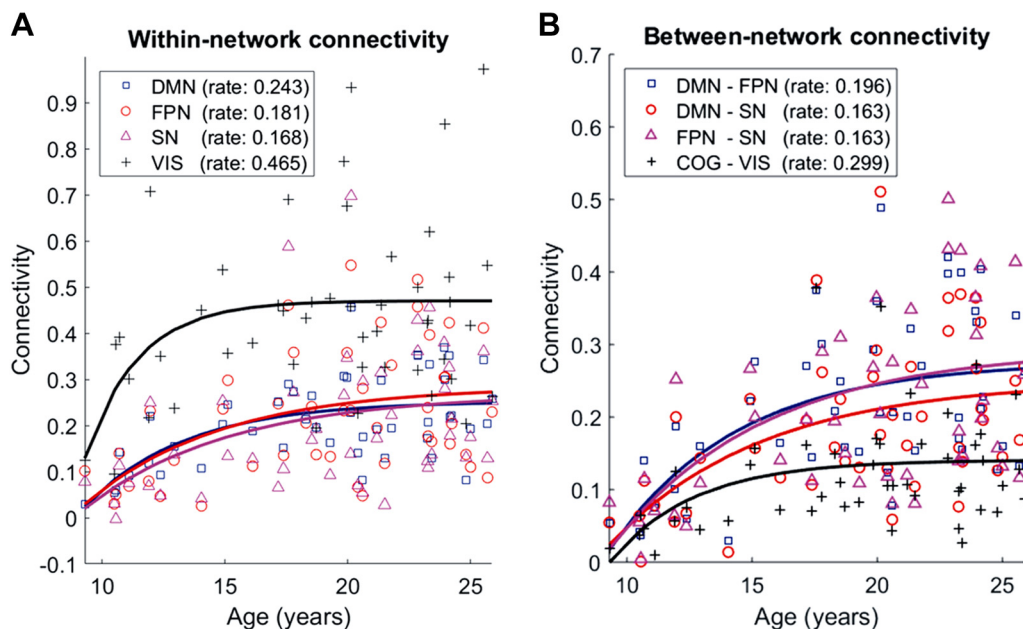 A
Within-network connectivity
DMN (rate: 0.243)
FPN (rate: 0.181)
SN (rate: 0.168)
VIS (rate: 0.465)
0.9
0.8
0.7
0.6
0.5
0.4
0.3
0.2
0.1
0
-0.1
Connectivity
10 15 20 25
Age (years)
B
Between-network connectivity
DMN - FPN (rate: 0.196)
DMN - SN (rate: 0.163)
FPN - SN (rate: 0.163)
COG - VIS (rate: 0.299)
0.7
0.6
0.5
0.4
0.3
0.2
0.1
0
Connectivity
10 15 20 25
Age (years)